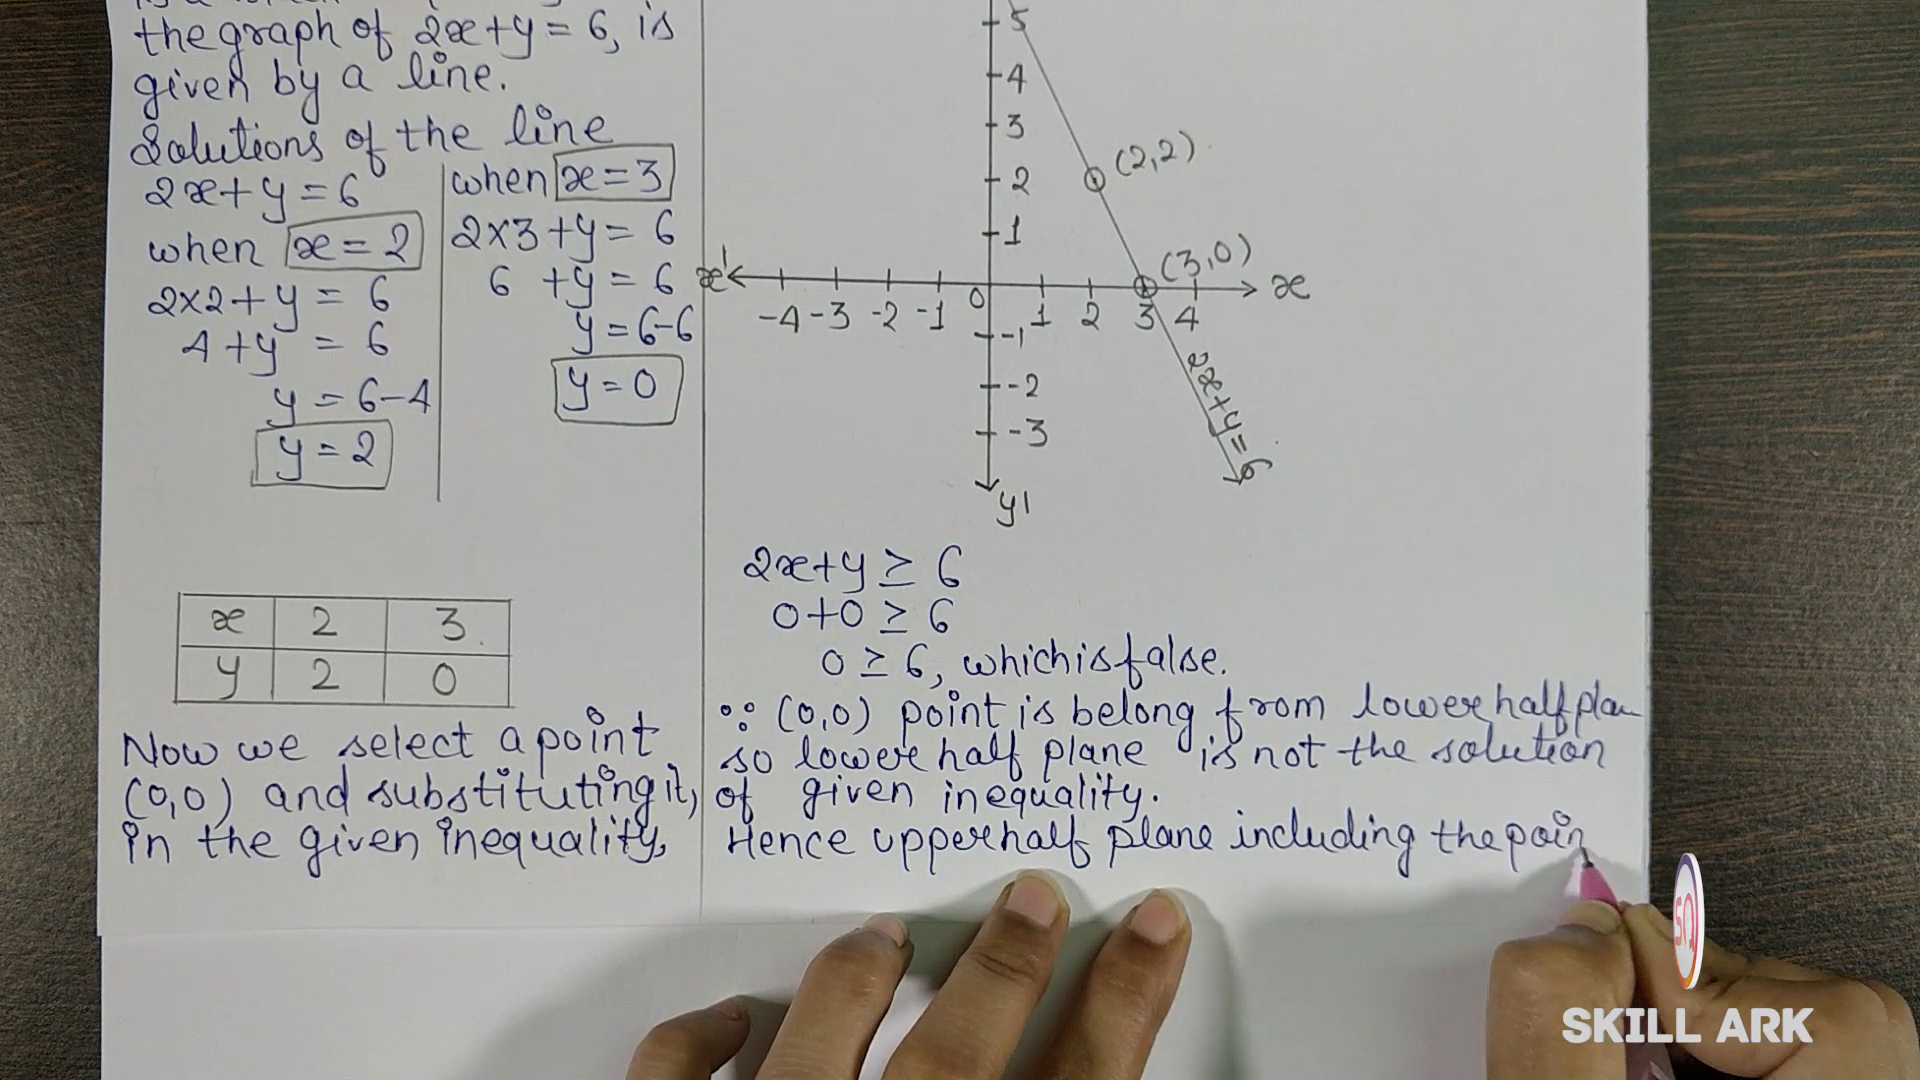 the graph of 2x+y = 6, is
given by a line.
Solutions of the line
2x+y = 6
when x = 2
2×2+y = 6
4+y = 6
y = 6-4
y = 2
when x = 3
2×3+y = 6
6 +y = 6
y = 6-6
y = 0
x 2 3
y 2 0
Now we select a point
(0,0) and substituting it,
in the given inequality,
5
4
3
2
1
(2,2)
(3,0)
x' x
-4 -3 -2 -1 0 1 2 3 4
-1
-2
-3
y'
2x+y=6
2x+y ≥ 6
0+0 ≥ 6
0 ≥ 6, which is false.
∵ (0,0) point is belong from lower half plan
so lower half plane is not the solution
of given inequality.
Hence upper half plane including the poin
SKILL ARK